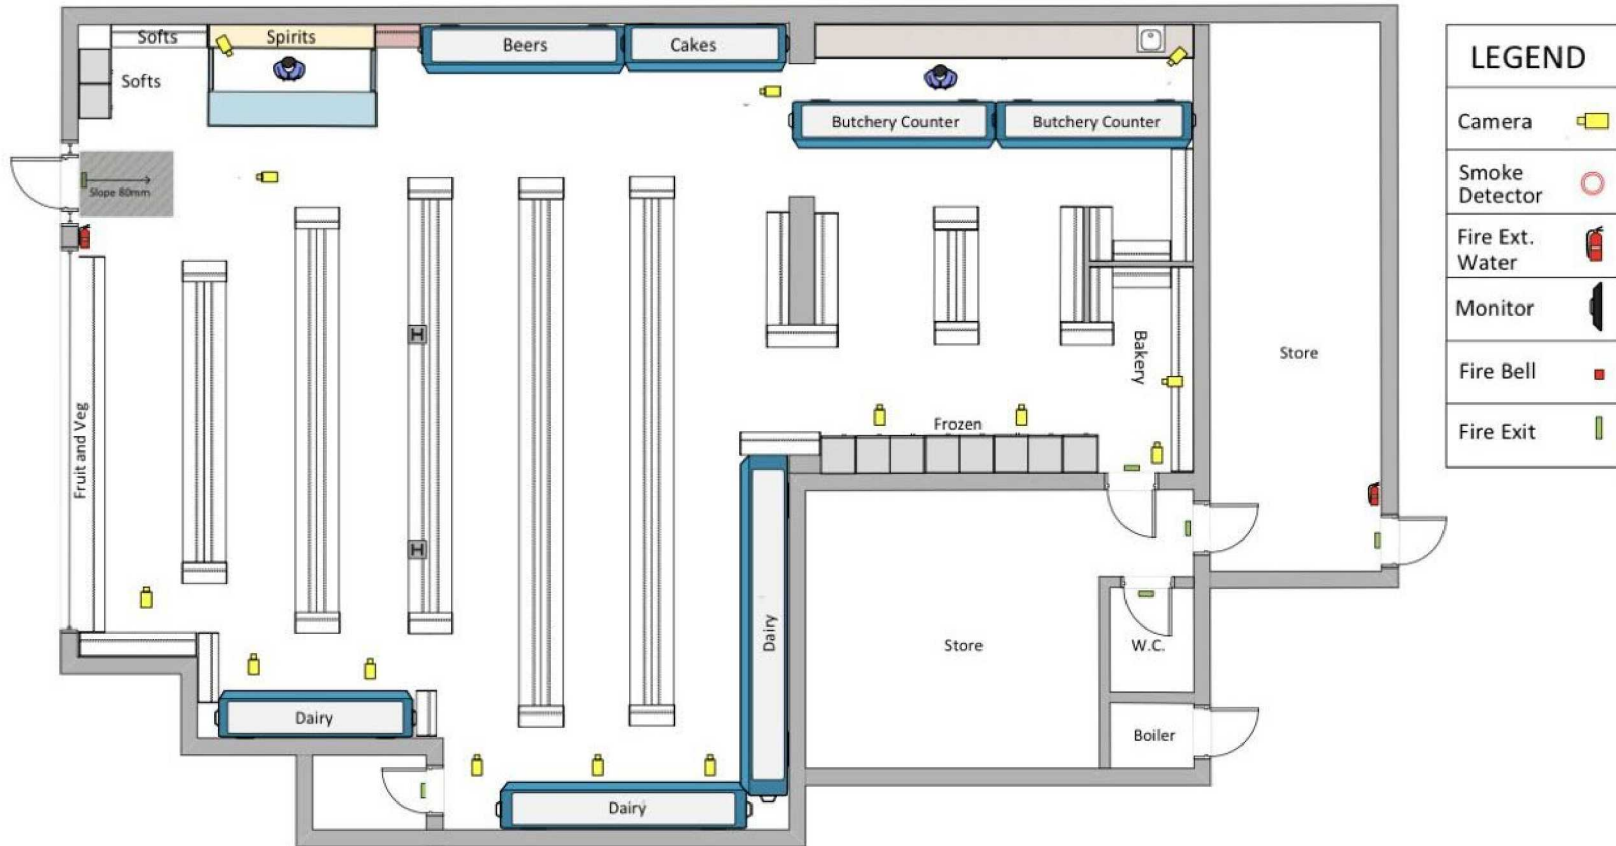 Softs
Spirits
Beers
Cakes
Softs
Butchery Counter
Butchery Counter
Slope 80mm
Fruit and Veg
H
H
Bakery
Frozen
Store
Dairy
Dairy
Dairy
Store
W.C.
Boiler
LEGEND
Camera
Smoke
Detector
Fire Ext.
Water
Monitor
Fire Bell
Fire Exit